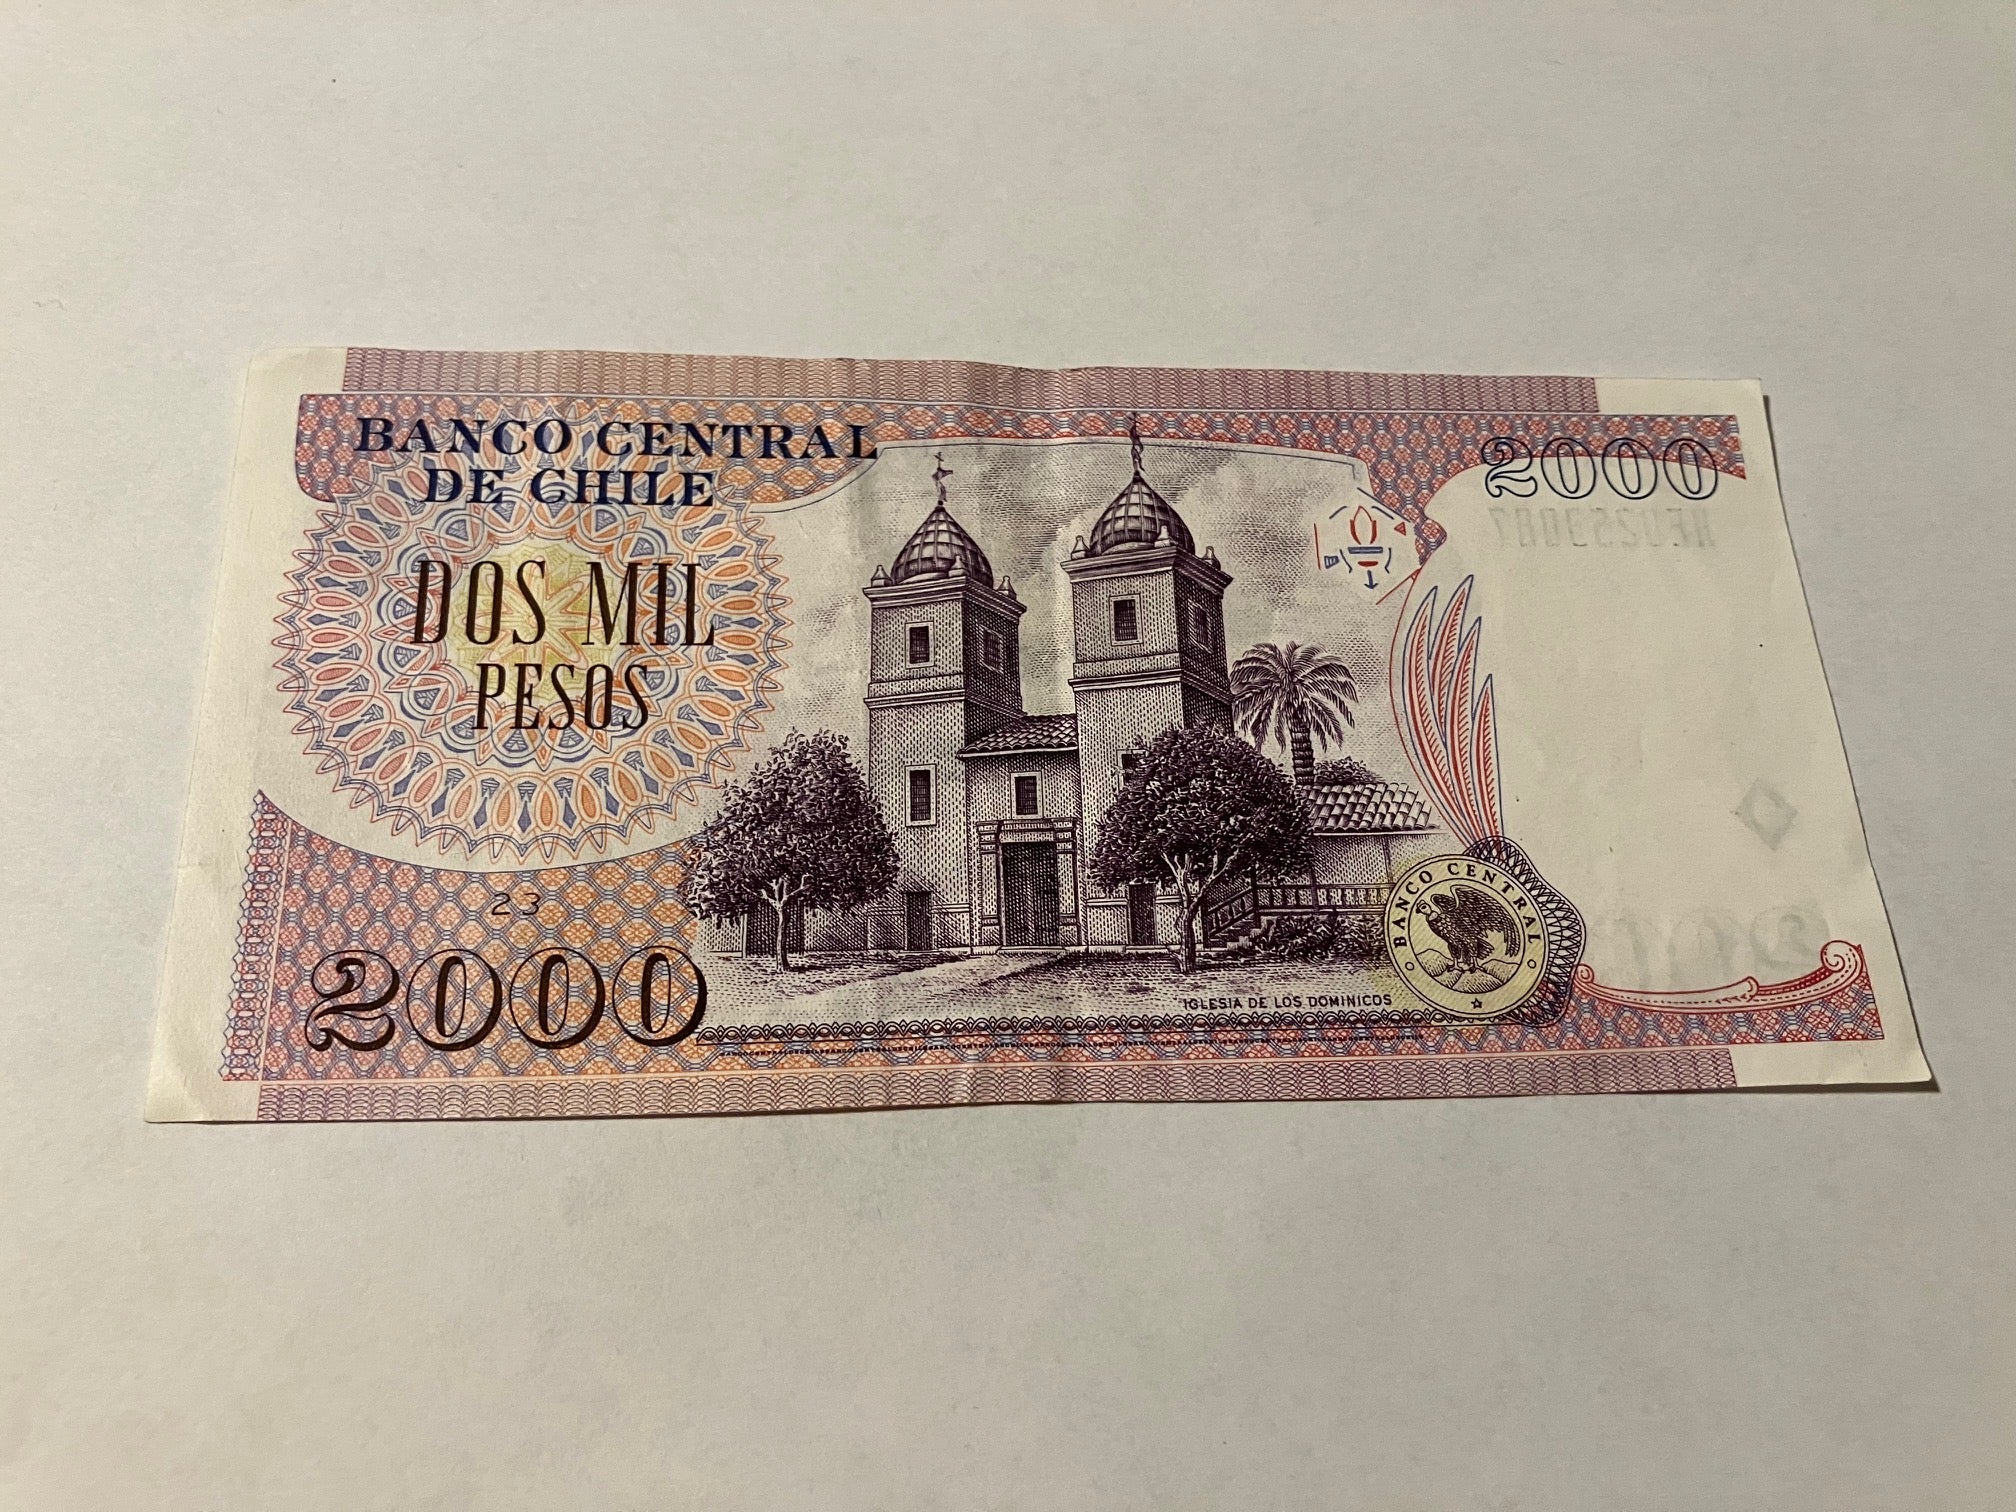 BANCO CENTRAL
DE CHILE
2000
DOS MIL
PESOS
23
2000
IGLESIA DE LOS DOMINICOS
BANCO CENTRAL